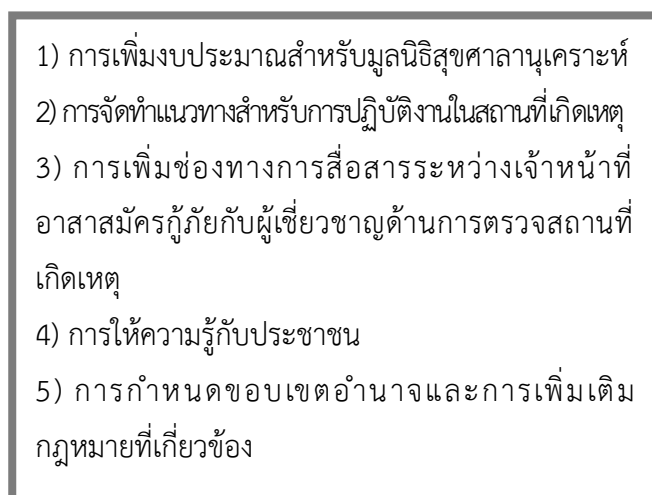 1) การเพิ่มงบประมาณสำหรับมูลนิธิสุขศาลานุเคราะห์
2) การจัดทำแนวทางสำหรับการปฏิบัติงานในสถานที่เกิดเหตุ
3) การเพิ่มช่องทางการสื่อสารระหว่างเจ้าหน้าที่
อาสาสมัครกู้ภัยกับผู้เชี่ยวชาญด้านการตรวจสถานที่
เกิดเหตุ
4) การให้ความรู้กับประชาชน
5) การกำหนดขอบเขตอำนาจและการเพิ่มเติม
กฎหมายที่เกี่ยวข้อง